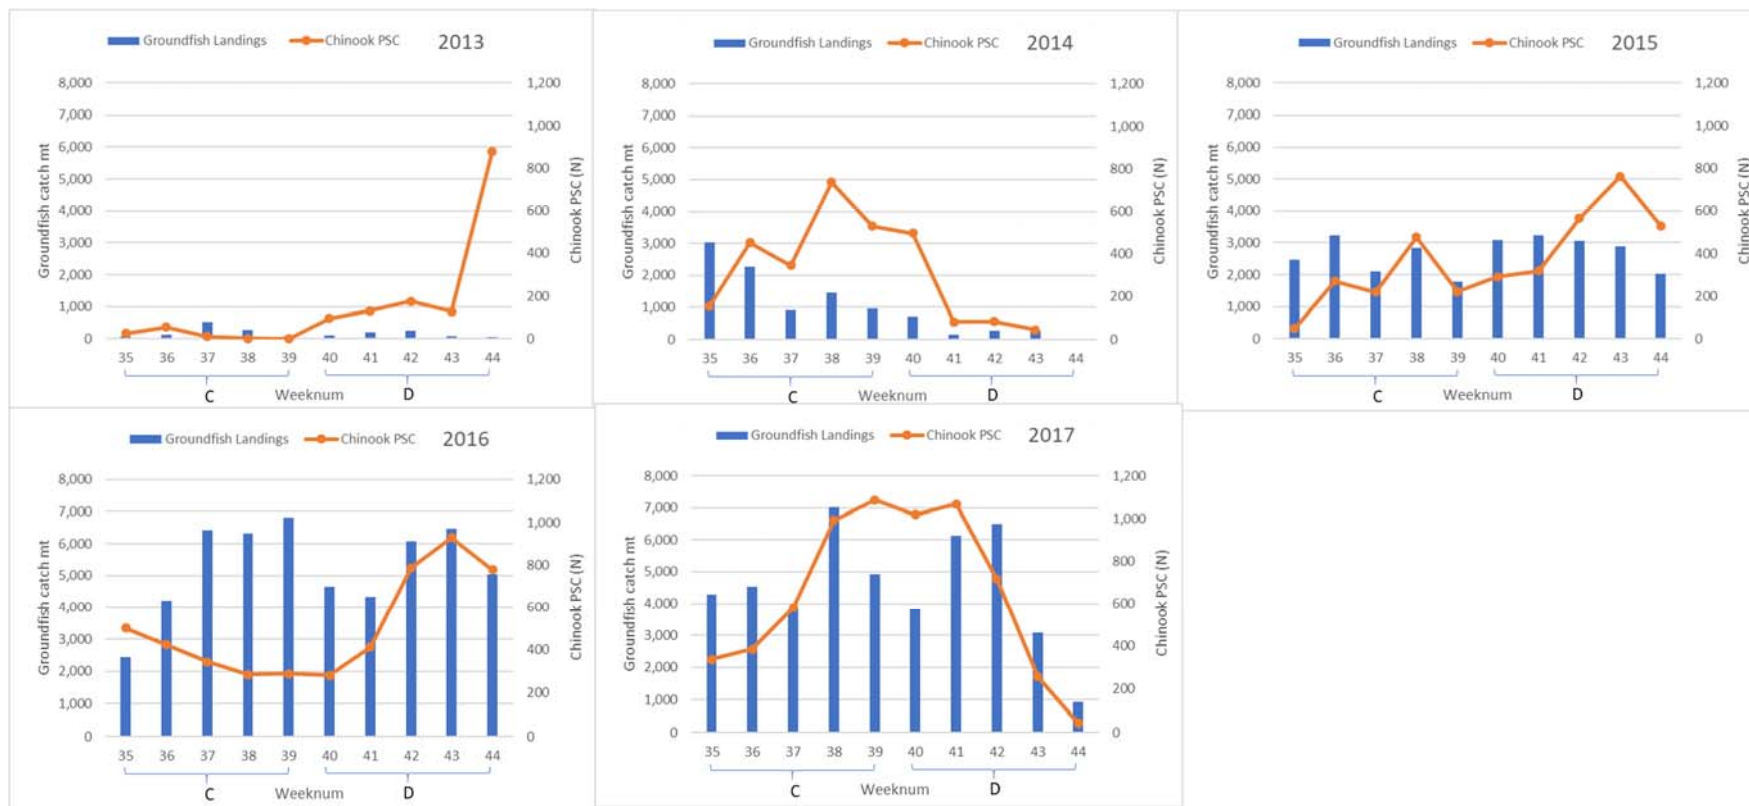 Groundfish Landings Chinook PSC 2013
8,000 1,200
7,000
1,000
6,000
800
5,000
4,000 600
3,000
400
2,000
200
1,000
0 0
Groundfish catch mt
Chinook PSC (N)
35 36 37 38 39 40 41 42 43 44
C Weeknum D
Groundfish Landings Chinook PSC 2014
8,000 1,200
7,000
1,000
6,000
800
5,000
4,000 600
3,000
400
2,000
200
1,000
0 0
Groundfish catch mt
Chinook PSC (N)
35 36 37 38 39 40 41 42 43 44
C Weeknum D
Groundfish Landings Chinook PSC 2015
8,000 1,200
7,000
1,000
6,000
800
5,000
4,000 600
3,000
400
2,000
200
1,000
0 0
Groundfish catch mt
Chinook PSC (N)
35 36 37 38 39 40 41 42 43 44
C Weeknum D
Groundfish Landings Chinook PSC 2016
8,000 1,200
7,000
1,000
6,000
800
5,000
4,000 600
3,000
400
2,000
200
1,000
0 0
Groundfish catch mt
Chinook PSC (N)
35 36 37 38 39 40 41 42 43 44
C Weeknum D
Groundfish Landings Chinook PSC 2017
8,000 1,200
7,000
1,000
6,000
800
5,000
4,000 600
3,000
400
2,000
200
1,000
0 0
Groundfish catch mt
Chinook PSC (N)
35 36 37 38 39 40 41 42 43 44
C Weeknum D